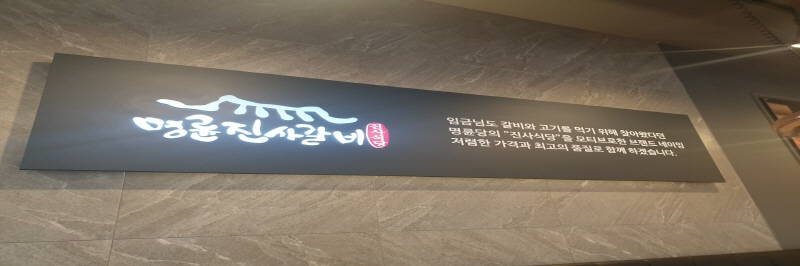 명륜진사갈비
임금님도 갈비와 고기를 먹기 위해 찾아왔다던
명륜당의 "진사식당"을 모티브로한 브랜드 네이밍
저렴한 가격과 최고의 품질로 함께 하겠습니다.